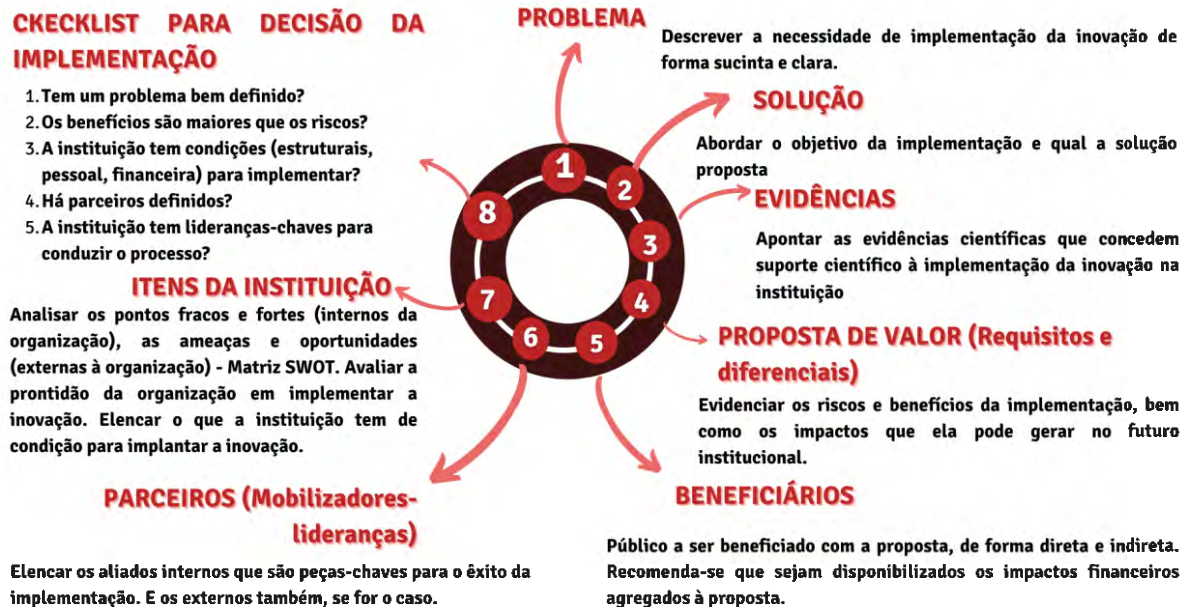 PROBLEMA
Descrever a necessidade de implementação da inovação de
forma sucinta e clara.
SOLUÇÃO
Abordar o objetivo da implementação e qual a solução
proposta
EVIDÊNCIAS
Apontar as evidências científicas que concedem
suporte científico à implementação da inovação na
instituição
PROPOSTA DE VALOR (Requisitos e
diferenciais)
Evidenciar os riscos e benefícios da implementação, bem
como os impactos que ela pode gerar no futuro
institucional.
BENEFICIÁRIOS
Público a ser beneficiado com a proposta, de forma direta e indireta.
Recomenda-se que sejam disponibilizados os impactos financeiros
agregados à proposta.
PARCEIROS (Mobilizadores-
lideranças)
Elencar os aliados internos que são peças-chaves para o êxito da
implementação. E os externos também, se for o caso.
ITENS DA INSTITUIÇÃO
Analisar os pontos fracos e fortes (internos da
organização), as ameaças e oportunidades
(externas à organização) - Matriz SWOT. Avaliar a
prontidão da organização em implementar a
inovação. Elencar o que a instituição tem de
condição para implantar a inovação.
CKECKLIST PARA DECISÃO DA
IMPLEMENTAÇÃO
1. Tem um problema bem definido?
2. Os benefícios são maiores que os riscos?
3. A instituição tem condições (estruturais,
pessoal, financeira) para implementar?
4. Há parceiros definidos?
5. A instituição tem lideranças-chaves para
conduzir o processo?
1
2
3
4
5
6
7
8